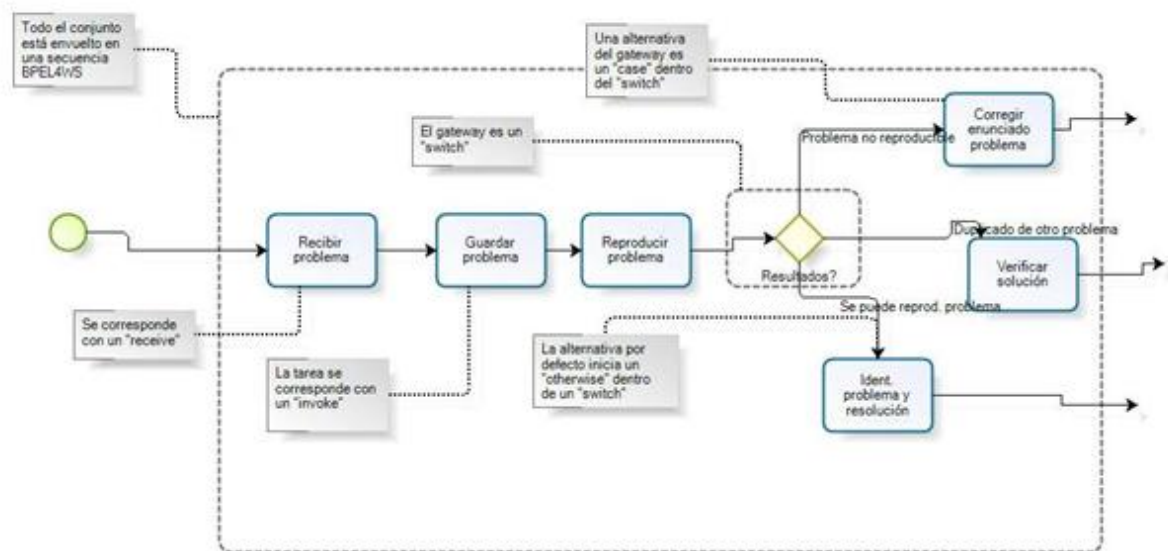 Todo el conjunto
está envuelto en
una secuencia
BPEL4WS
Una alternativa
del gateway es
un "case" dentro
del "switch"
Corregir
enunciado
problema
El gateway es un
"switch"
Problema no reproducible
Recibir
problema
Guardar
problema
Reproducir
problema
Resultados?
Duplicado de otro problema
Verificar
solución
Se puede reprod. problema
Se corresponde
con un "receive"
La tarea se
corresponde con
un "invoke"
La alternativa por
defecto inicia un
"otherwise" dentro
de un "switch"
Ident.
problema y
resolución